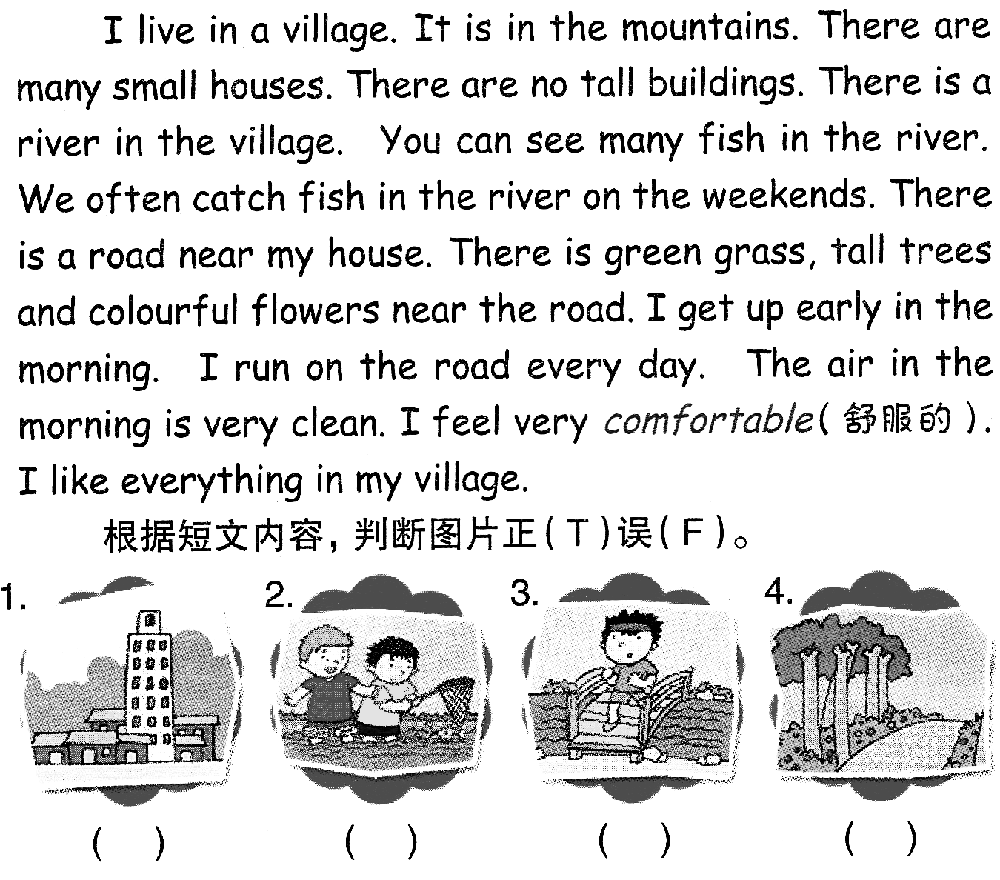 I live in a village. It is in the mountains. There are
many small houses. There are no tall buildings. There is a
river in the village. You can see many fish in the river.
We often catch fish in the river on the weekends. There
is a road near my house. There is green grass, tall trees
and colourful flowers near the road. I get up early in the
morning. I run on the road every day. The air in the
morning is very clean. I feel very comfortable(舒服的).
I like everything in my village.
根据短文内容,判断图片正(T)误(F)。
1. 2. 3. 4.
( ) ( ) ( ) ( )